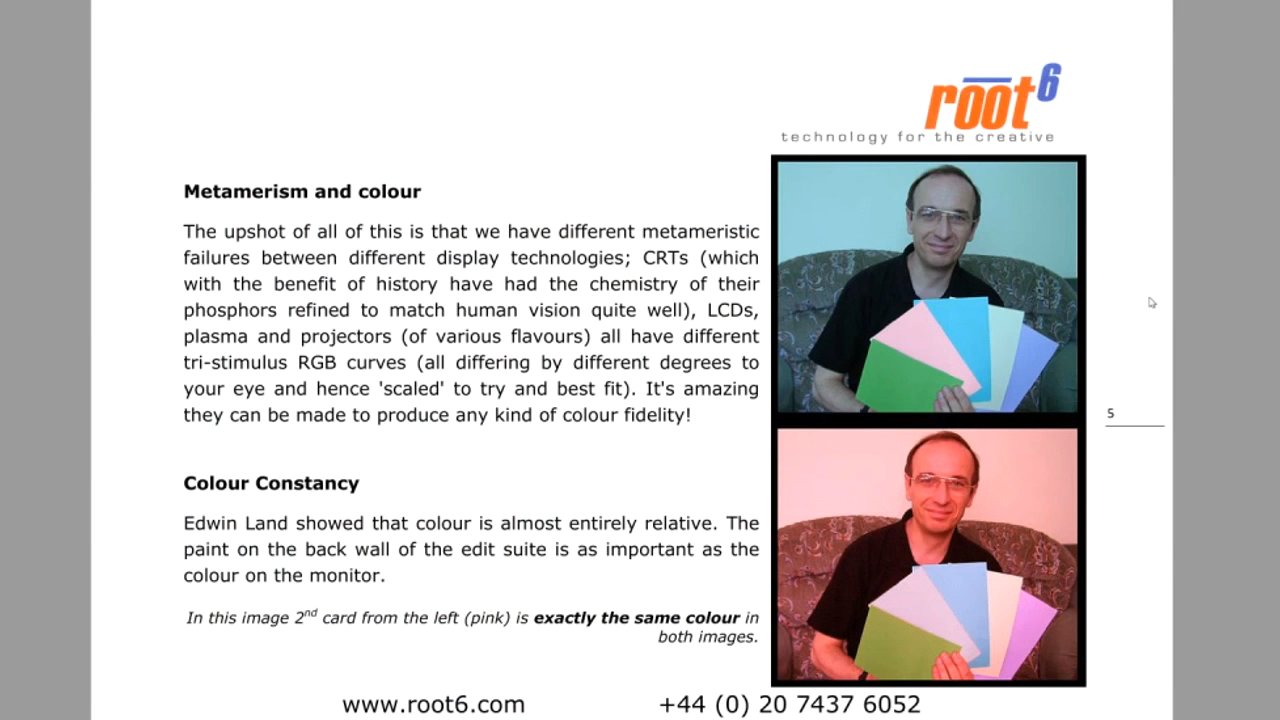 root6
technology for the creative
Metamerism and colour
The upshot of all of this is that we have different metameristic
failures between different display technologies; CRTs (which
with the benefit of history have had the chemistry of their
phosphors refined to match human vision quite well), LCDs,
plasma and projectors (of various flavours) all have different
tri-stimulus RGB curves (all differing by different degrees to
your eye and hence 'scaled' to try and best fit). It's amazing
they can be made to produce any kind of colour fidelity!
5
Colour Constancy
Edwin Land showed that colour is almost entirely relative. The
paint on the back wall of the edit suite is as important as the
colour on the monitor.
In this image 2nd card from the left (pink) is exactly the same colour in
both images.
www.root6.com +44 (0) 20 7437 6052